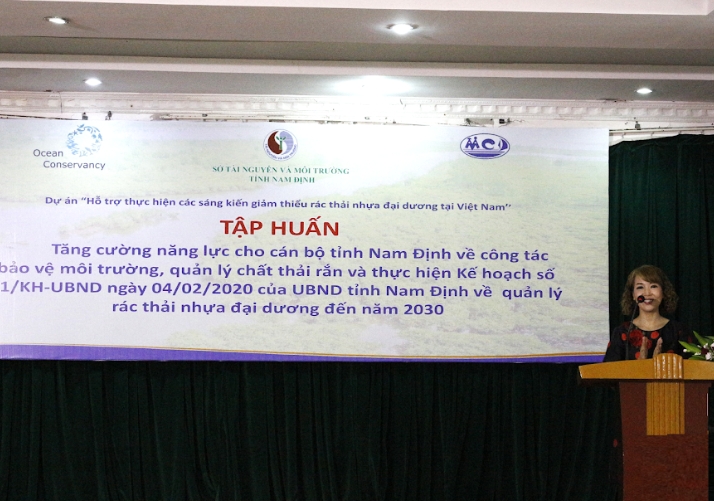 Ocean
Conservancy
SỞ TÀI NGUYÊN VÀ MÔI TRƯỜNG
TỈNH NAM ĐỊNH
MCD
Dự án "Hỗ trợ thực hiện các sáng kiến giảm thiểu rác thải nhựa đại dương tại Việt Nam"
TẬP HUẤN
Tăng cường năng lực cho cán bộ tỉnh Nam Định về công tác
bảo vệ môi trường, quản lý chất thải rắn và thực hiện Kế hoạch số
1/KH-UBND ngày 04/02/2020 của UBND tỉnh Nam Định về quản lý
rác thải nhựa đại dương đến năm 2030